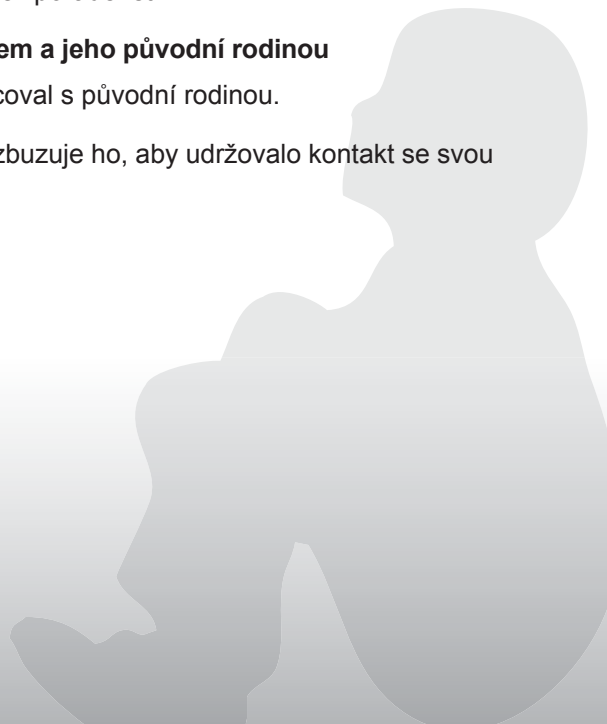 em a jeho původní rodinou
coval s původní rodinou.
zbuzuje ho, aby udržovalo kontakt se svou